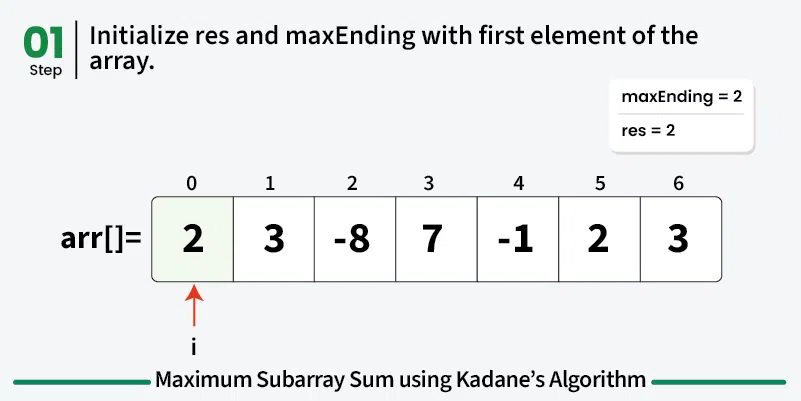 01
Step
Initialize res and maxEnding with first element of the
array.
maxEnding = 2
res = 2
0 1 2 3 4 5 6
arr[]= 2 3 -8 7 -1 2 3
i
Maximum Subarray Sum using Kadane’s Algorithm